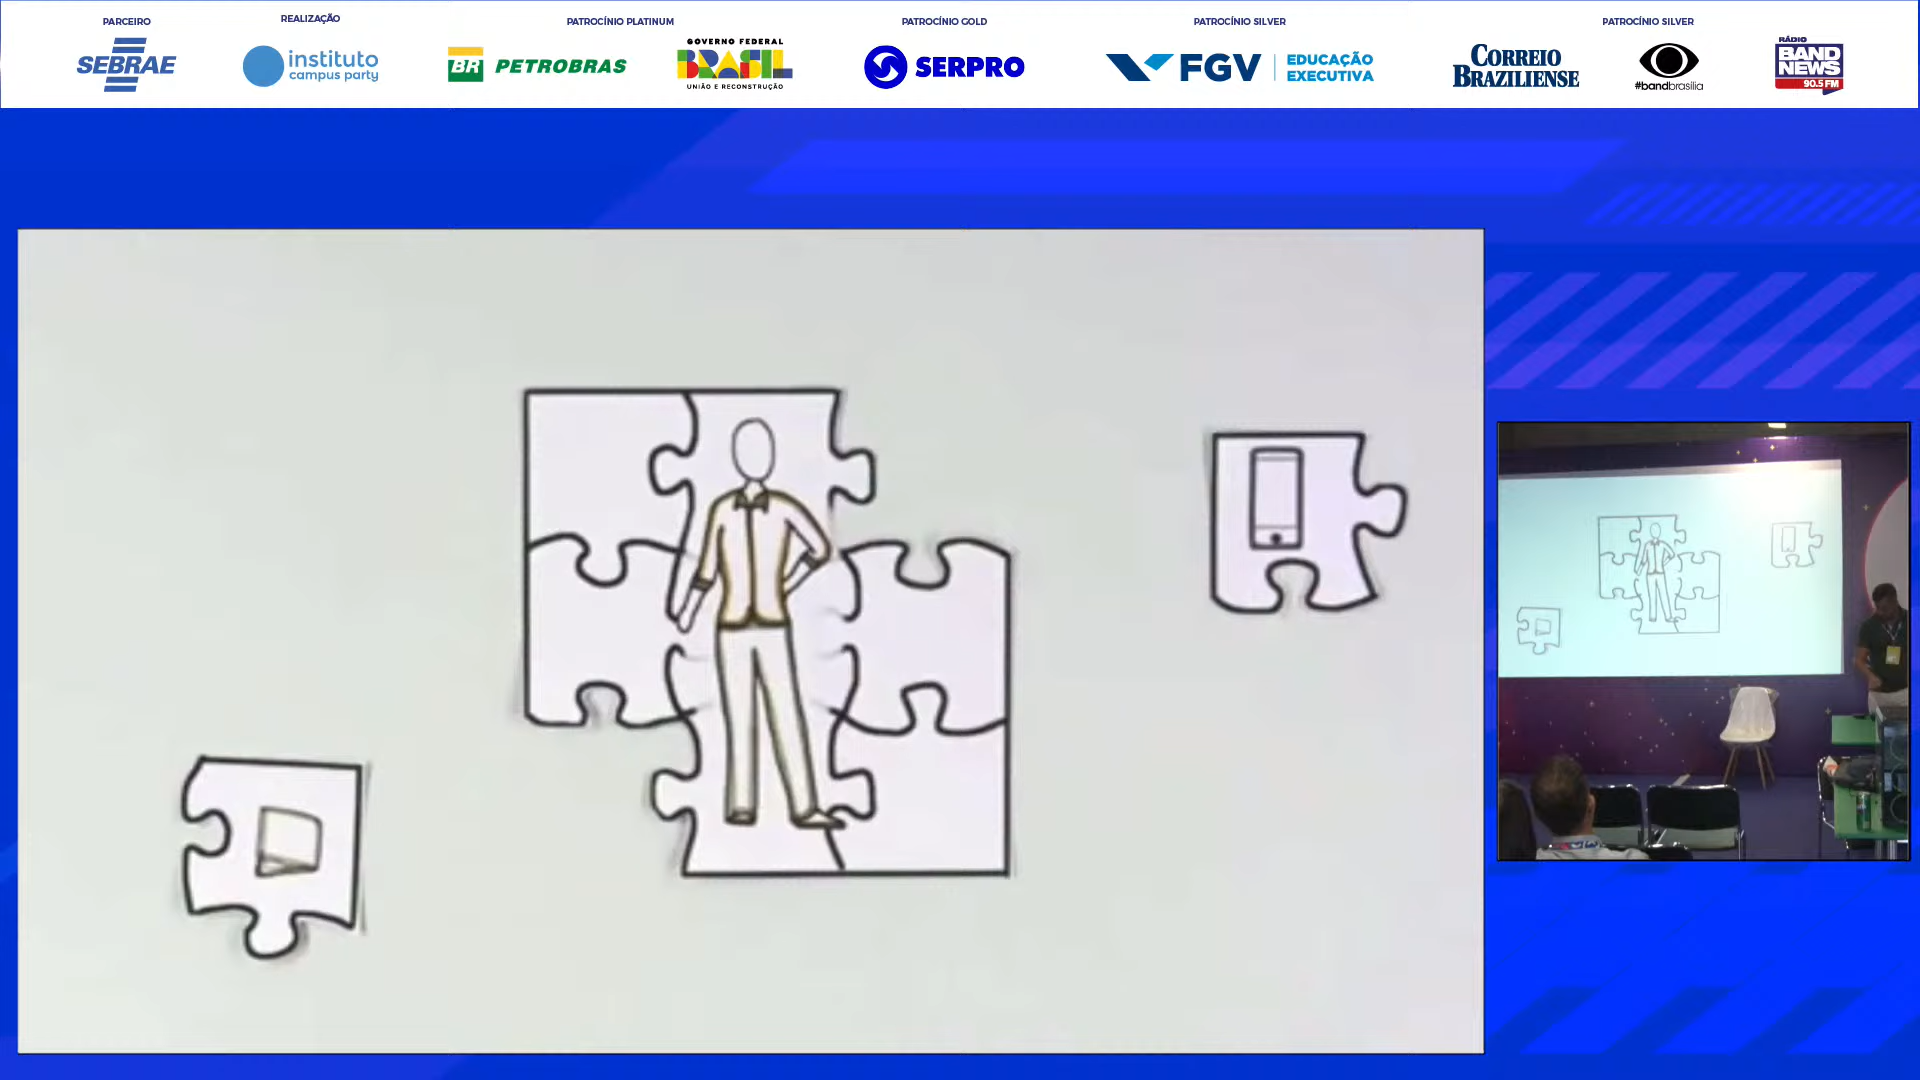 PARCEIRO
SEBRAE
REALIZAÇÃO
instituto
campus party
PATROCÍNIO PLATINUM
BR PETROBRAS
GOVERNO FEDERAL
BRASIL
UNIÃO E RECONSTRUÇÃO
PATROCÍNIO GOLD
SERPRO
PATROCÍNIO SILVER
FGV EDUCAÇÃO
EXECUTIVA
CORREIO
BRAZILIENSE
PATROCÍNIO SILVER
#bandbrasília
RÁDIO
BAND
NEWS
90.5 FM